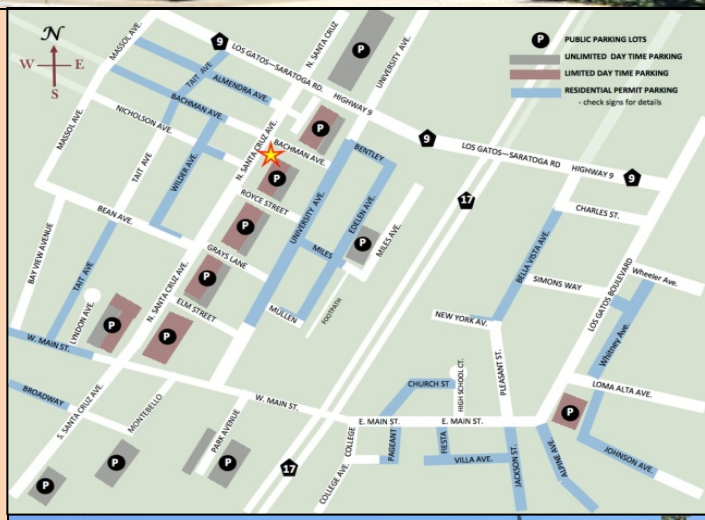 N
W
E
S
MASSOL AVE.
9
LOS GATOS—SARATOGA RD.
HIGHWAY 9
N. SANTA CRUZ
P
UNIVERSITY AVE.
P PUBLIC PARKING LOTS
UNLIMITED DAY TIME PARKING
LIMITED DAY TIME PARKING
RESIDENTIAL PERMIT PARKING
- check signs for details
TAIT AVE
ALMENDRA AVE.
BACHMAN AVE.
NICHOLSON AVE.
MASSOL AVE.
TAIT AVE.
WILDER AVE.
N. SANTA CRUZ AVE.
BACHMAN AVE.
P
P
BENTLEY
9
LOS GATOS—SARATOGA RD
HIGHWAY 9
9
17
ROYCE STREET
UNIVERSITY AVE.
EDELEN AVE.
MILES AVE.
P
P
MILES
BEAN AVE.
GRAYS LANE
P
BAY VIEW AVENUE
TAIT AVE
N. SANTA CRUZ AVE.
ELM STREET
MULLEN
FOOTPATH
CHARLES ST.
BELLA VISTA AVE.
SIMONS WAY
LOS GATOS BOULEVARD
Wheeler Ave.
NEW YORK AV.
Whitney Ave.
LYNDON AVE.
P
P
W. MAIN ST.
BROADWAY
S. SANTA CRUZ AVE.
MONTEBELLO
PARK AVENUE
W. MAIN ST.
CHURCH ST
HIGH SCHOOL CT.
PLEASANT ST.
LOMA ALTA AVE.
P
E. MAIN ST.
E. MAIN ST.
COLLEGE
PAGEANT
FIESTA
VILLA AVE.
JACKSON ST.
ALPINE AVE.
JOHNSON AVE.
P
P
P
17
COLLEGE AVE.